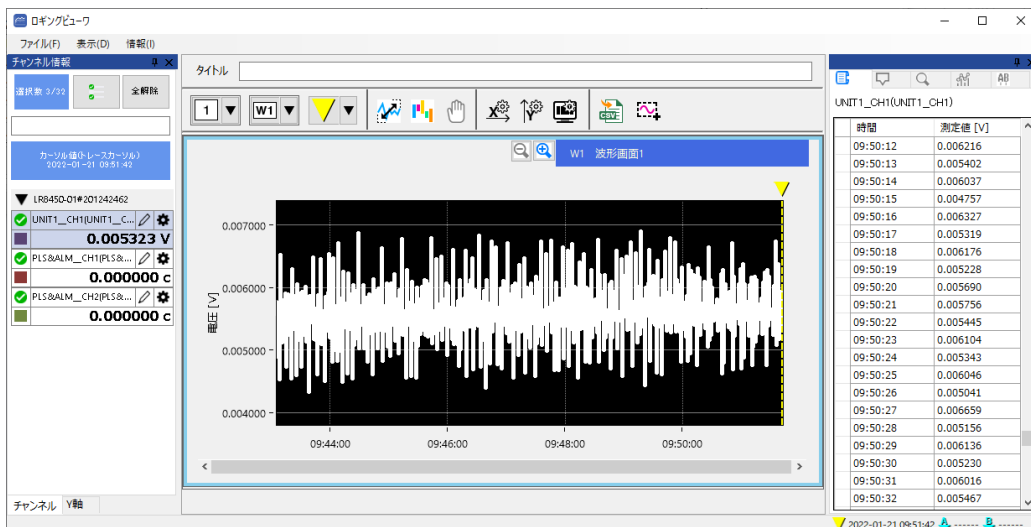 ロギングビューワ
ファイル(F) 表示(D) 情報(I)
チャンネル情報
選択数 3/32
全解除
カーソル値(トレースカーソル)
2022-01-21 09:51:42
LR8450-01#201242462
UNIT1_CH1(UNIT1_C...
0.005323 V
PLS&ALM_CH1(PLS&...
0.000000 c
PLS&ALM_CH2(PLS&...
0.000000 c
チャンネル Y軸
タイトル
1 W1
X Y CSV
W1 波形画面1
電圧 [V]
0.007000
0.006000
0.005000
0.004000
09:44:00 09:46:00 09:48:00 09:50:00
AB
UNIT1_CH1(UNIT1_CH1)
時間 測定値 [V]
09:50:12 0.006216
09:50:13 0.005402
09:50:14 0.006037
09:50:15 0.004757
09:50:16 0.006327
09:50:17 0.005319
09:50:18 0.006176
09:50:19 0.005228
09:50:20 0.005690
09:50:21 0.005756
09:50:22 0.005445
09:50:23 0.006104
09:50:24 0.005343
09:50:25 0.006046
09:50:26 0.005041
09:50:27 0.006659
09:50:28 0.005156
09:50:29 0.006136
09:50:30 0.005230
09:50:31 0.006016
09:50:32 0.005467
2022-01-21 09:51:42 A ------ B ------